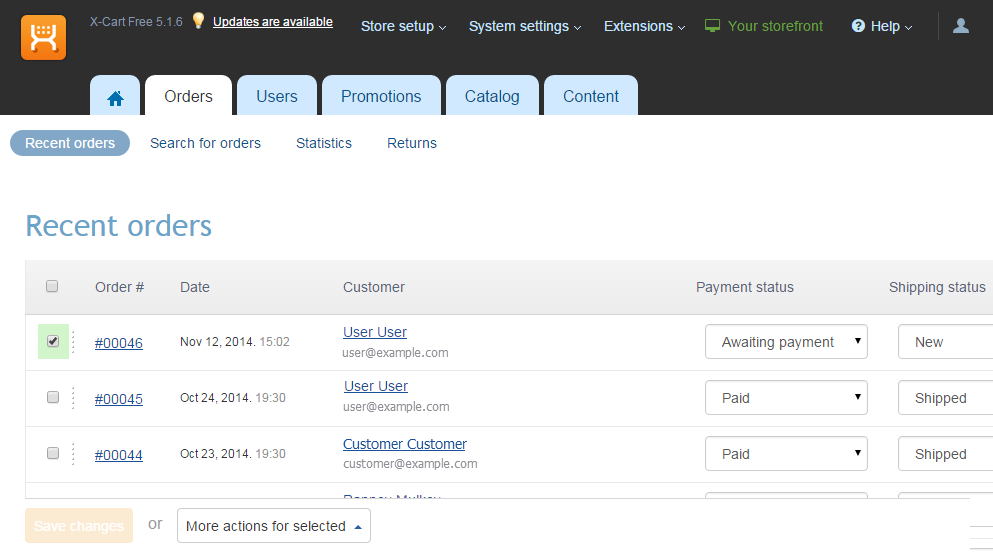 X-Cart Free 5.1.6 Updates are available Store setup System settings Extensions Your storefront ? Help
Orders Users Promotions Catalog Content
Recent orders Search for orders Statistics Returns
Recent orders
Order # Date Customer Payment status Shipping status
#00046 Nov 12, 2014. 15:02 User User Awaiting payment New
user@example.com
#00045 Oct 24, 2014. 19:30 User User Paid Shipped
user@example.com
#00044 Oct 23, 2014. 19:30 Customer Customer Paid Shipped
customer@example.com
Save changes or More actions for selected